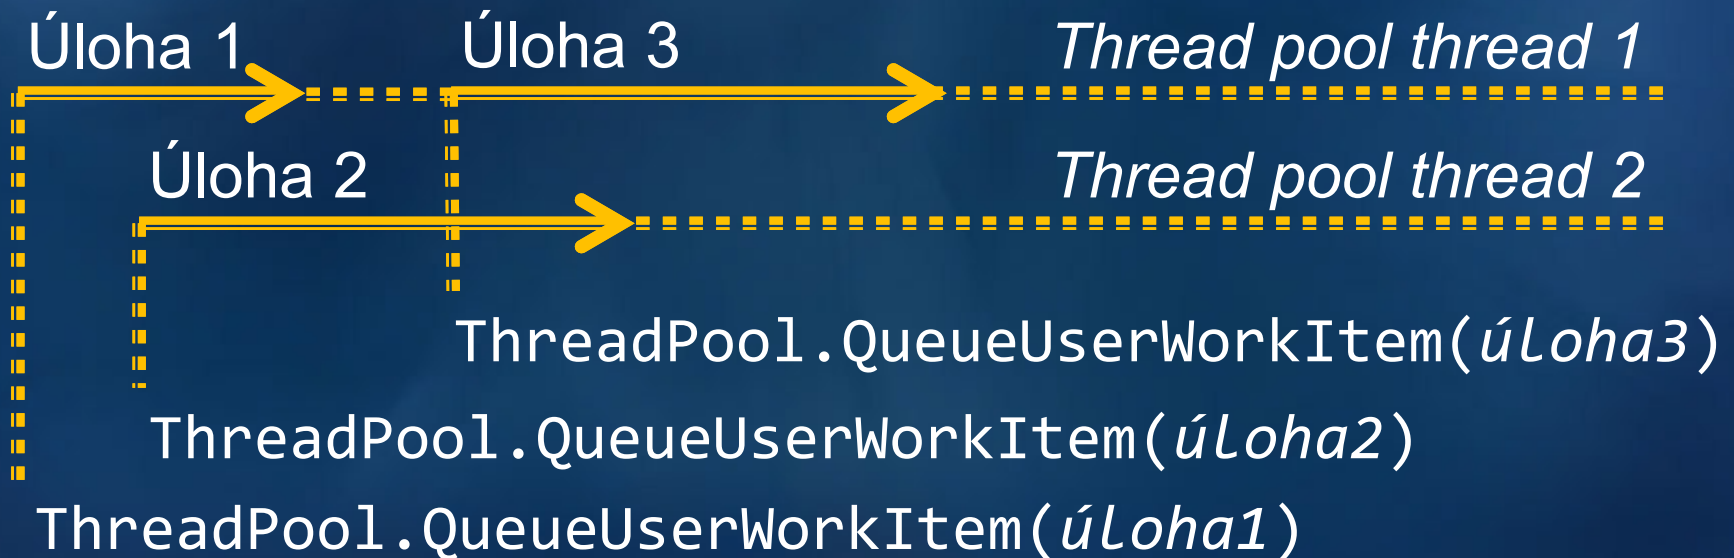 Úloha 1 Úloha 3 Thread pool thread 1
Úloha 2 Thread pool thread 2
ThreadPool.QueueUserWorkItem(úloha3)
ThreadPool.QueueUserWorkItem(úloha2)
ThreadPool.QueueUserWorkItem(úloha1)